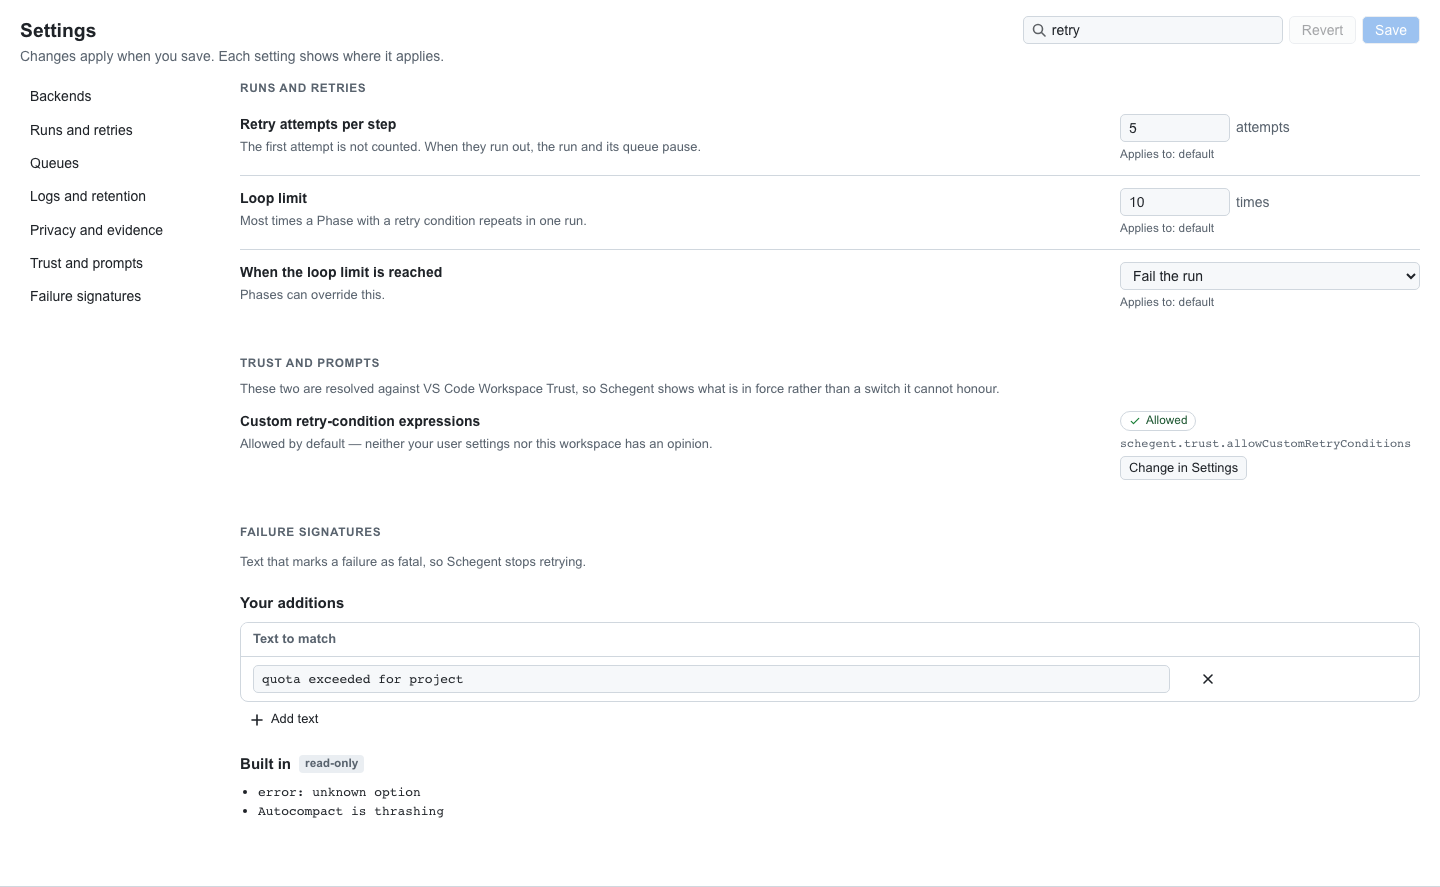 Settings
retry
Revert
Save
Changes apply when you save. Each setting shows where it applies.
Backends
Runs and retries
Queues
Logs and retention
Privacy and evidence
Trust and prompts
Failure signatures
RUNS AND RETRIES
Retry attempts per step
The first attempt is not counted. When they run out, the run and its queue pause.
5 attempts
Applies to: default
Loop limit
Most times a Phase with a retry condition repeats in one run.
10 times
Applies to: default
When the loop limit is reached
Phases can override this.
Fail the run
Applies to: default
TRUST AND PROMPTS
These two are resolved against VS Code Workspace Trust, so Schegent shows what is in force rather than a switch it cannot honour.
Custom retry-condition expressions
Allowed by default — neither your user settings nor this workspace has an opinion.
Allowed
schegent.trust.allowCustomRetryConditions
Change in Settings
FAILURE SIGNATURES
Text that marks a failure as fatal, so Schegent stops retrying.
Your additions
Text to match
quota exceeded for project
Add text
Built in read-only
• error: unknown option
• Autocompact is thrashing